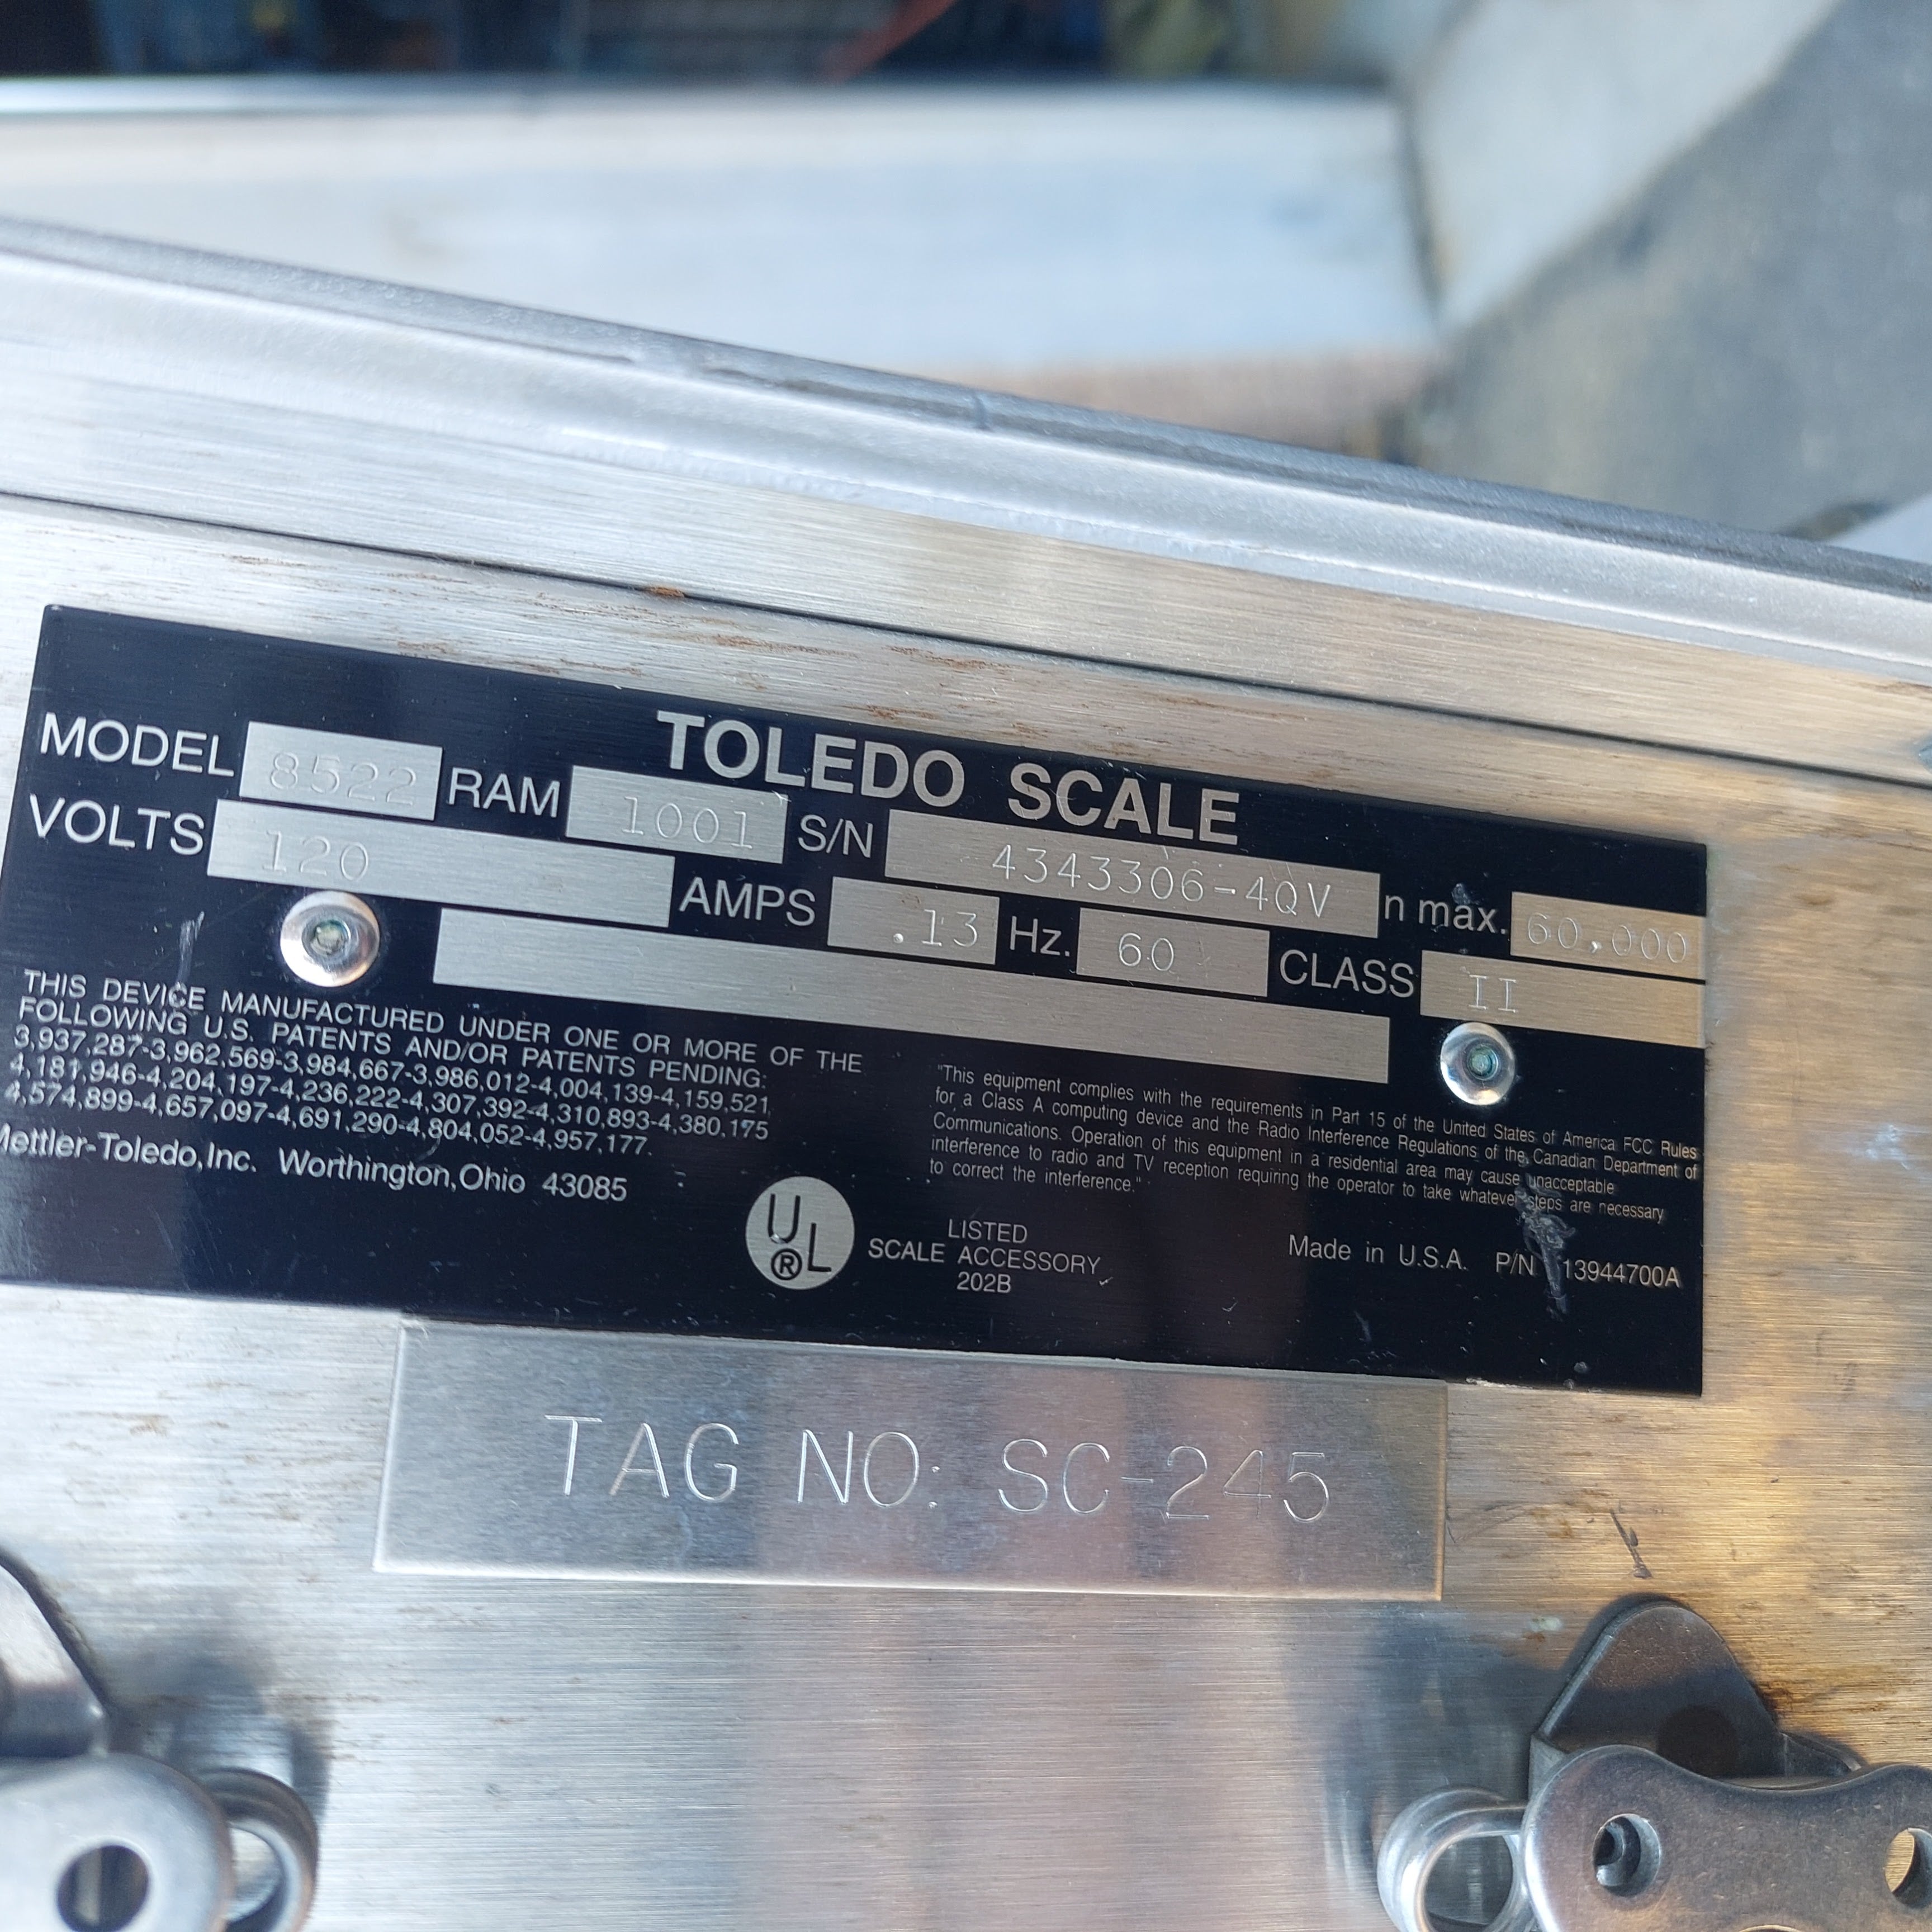 TOLEDO SCALE
MODEL 8522 RAM 1001 S/N 4343306-4QV n max. 60,000
VOLTS 120 AMPS .13 Hz. 60 CLASS II
THIS DEVICE MANUFACTURED UNDER ONE OR MORE OF THE
FOLLOWING U.S. PATENTS AND/OR PATENTS PENDING:
3,937,287-3,962,569-3,984,667-3,986,012-4,004,139-4,159,521
4,181,946-4,204,197-4,236,222-4,307,392-4,310,893-4,380,175
4,574,899-4,657,097-4,691,290-4,804,052-4,957,177.
Mettler-Toledo,Inc. Worthington,Ohio 43085
"This equipment complies with the requirements in Part 15 of the United States of America FCC Rules
for a Class A computing device and the Radio Interference Regulations of the Canadian Department of
Communications. Operation of this equipment in a residential area may cause unacceptable
interference to radio and TV reception requiring the operator to take whatever steps are necessary
to correct the interference."
UL ®
LISTED
SCALE ACCESSORY
202B
Made in U.S.A. P/N 13944700A
TAG NO: SC-245